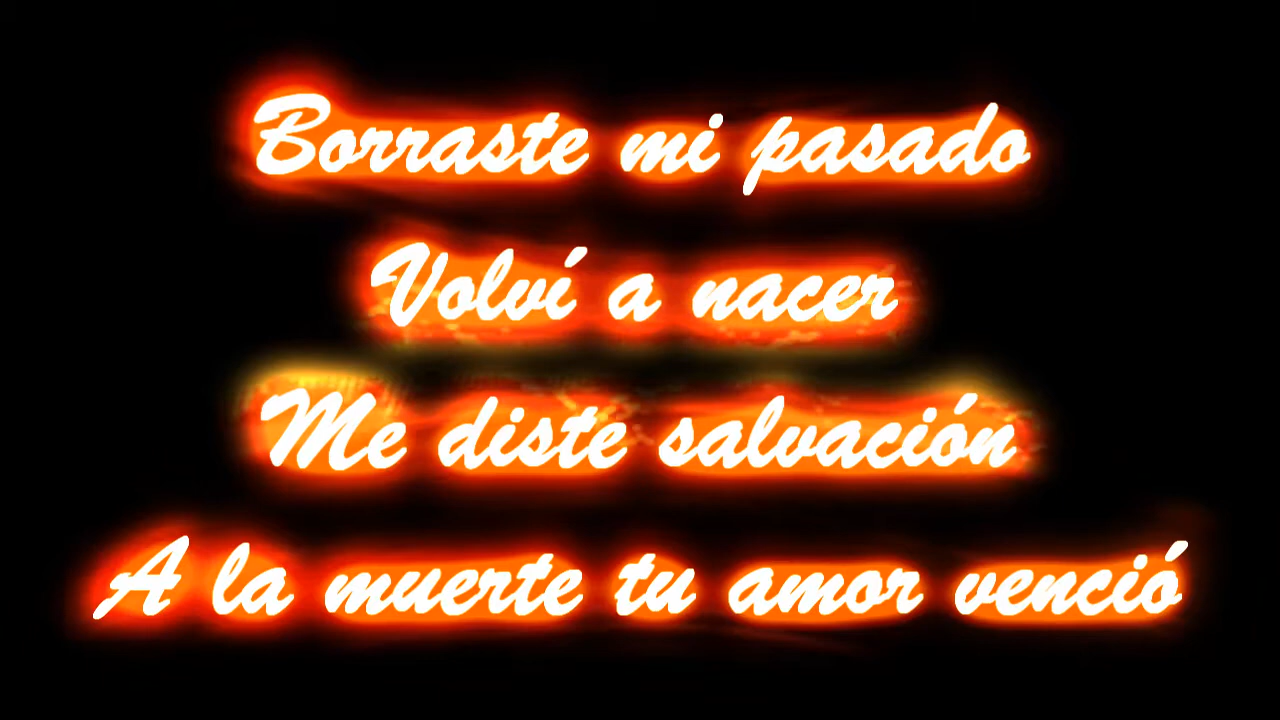 Borraste mi pasado
Volví a nacer
Me diste salvación
A la muerte tu amor venció